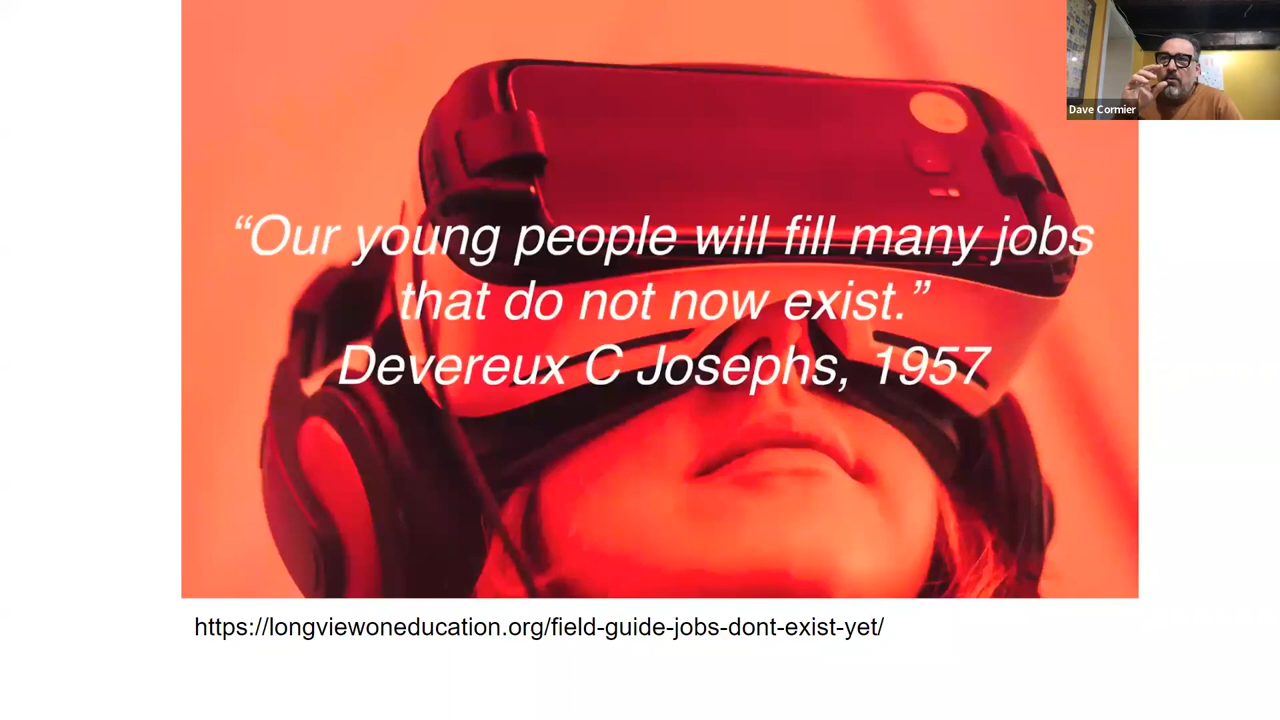 Dave Cormier
“Our young people will fill many jobs
that do not now exist.”
Devereux C Josephs, 1957
https://longviewoneducation.org/field-guide-jobs-dont-exist-yet/